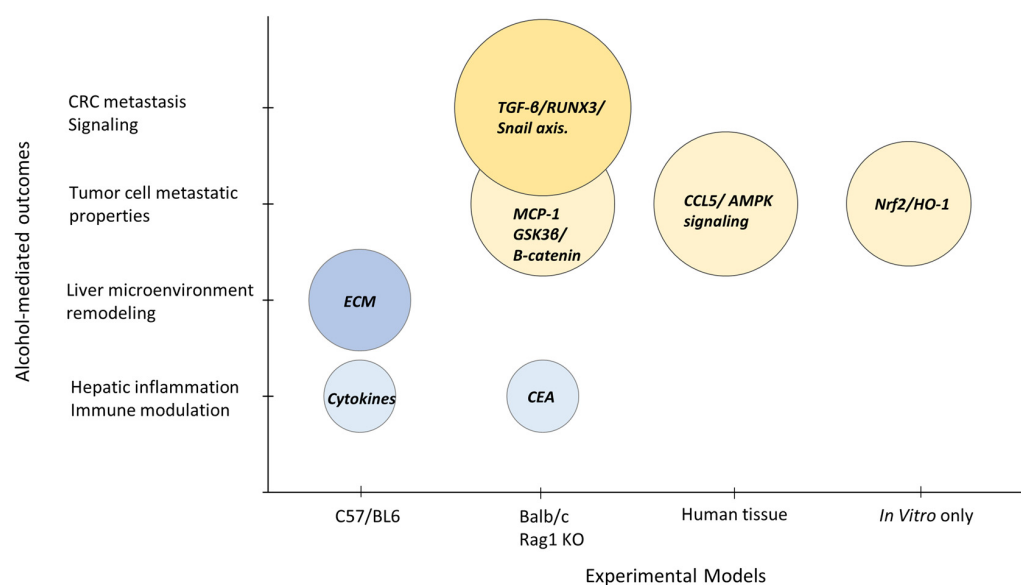 Alcohol-mediated outcomes
CRC metastasis
Signaling
TGF-β/RUNX3/
Snail axis.
Tumor cell metastatic
properties
MCP-1
GSK3β/
B-catenin
CCL5/ AMPK
signaling
Nrf2/HO-1
Liver microenvironment
remodeling
ECM
Hepatic inflammation
Immune modulation
Cytokines
CEA
C57/BL6
Balb/c
Rag1 KO
Human tissue
In Vitro only
Experimental Models